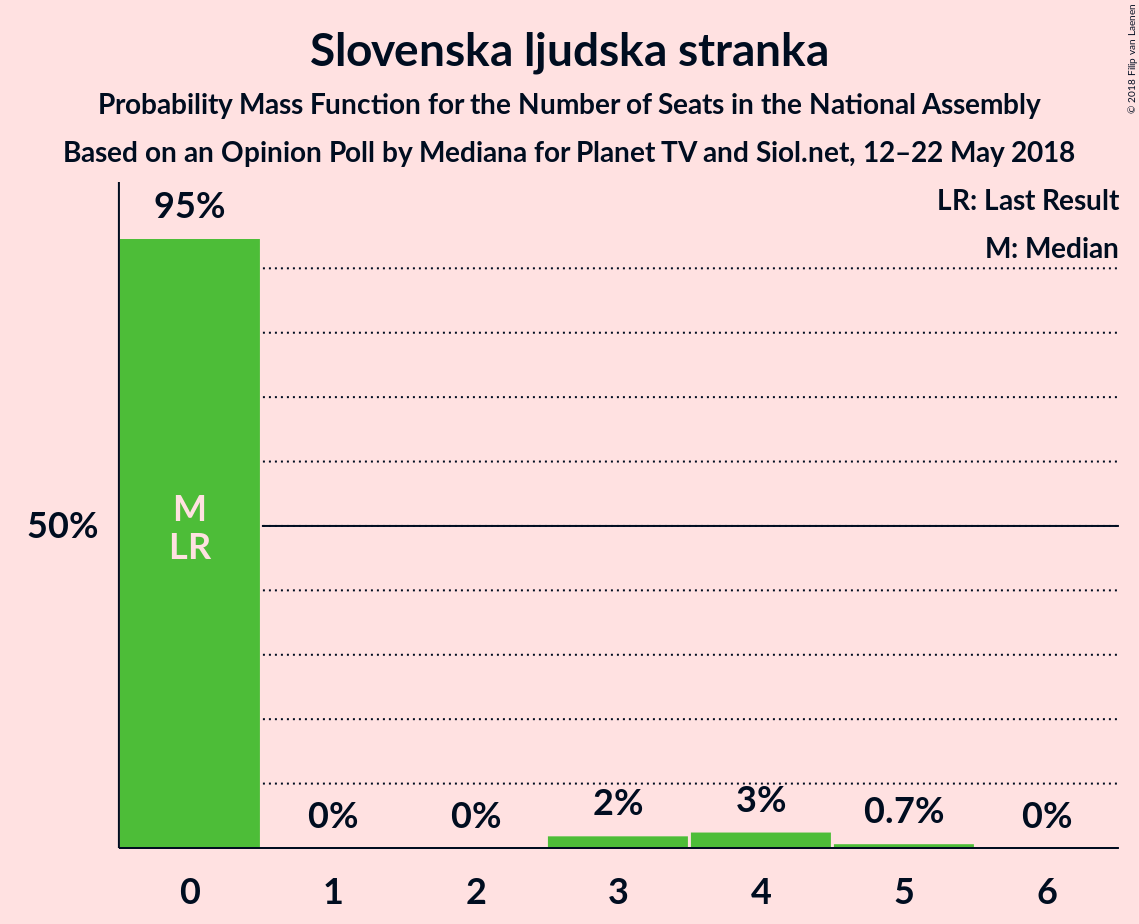 Slovenska ljudska stranka
Probability Mass Function for the Number of Seats in the National Assembly
Based on an Opinion Poll by Mediana for Planet TV and Siol.net, 12–22 May 2018
© 2018 Filip van Laenen
LR: Last Result
M: Median
95%
50%
M
LR
0%
0%
2%
3%
0.7%
0%
0
1
2
3
4
5
6